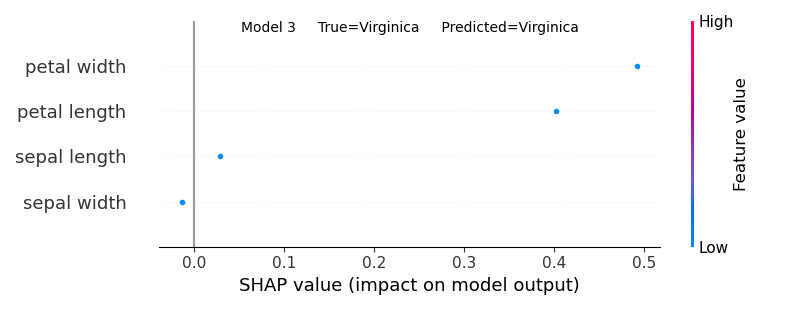 Model 3 True=Virginica Predicted=Virginica
High
petal width
petal length
sepal length
sepal width
Feature value
Low
0.0 0.1 0.2 0.3 0.4 0.5
SHAP value (impact on model output)